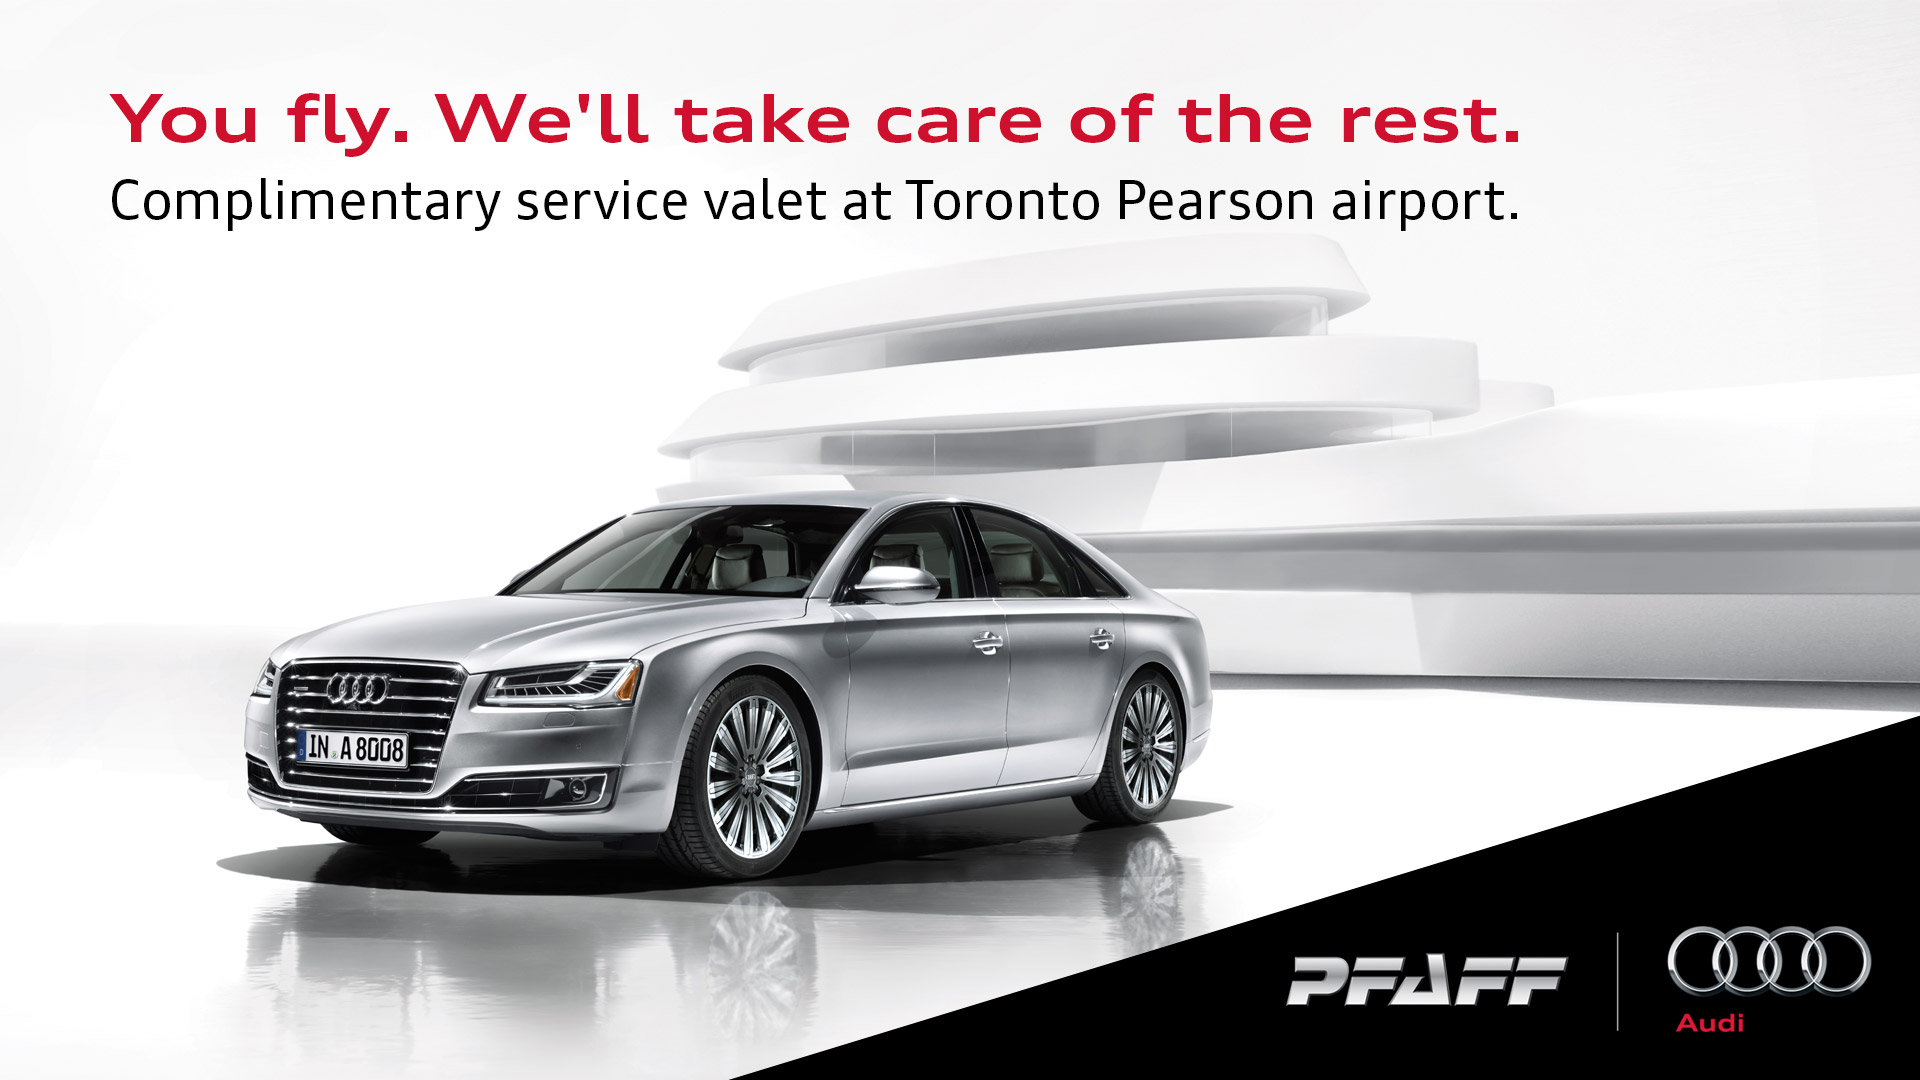 You fly. We'll take care of the rest.
Complimentary service valet at Toronto Pearson airport.
IN A 8008
PFAFF
Audi